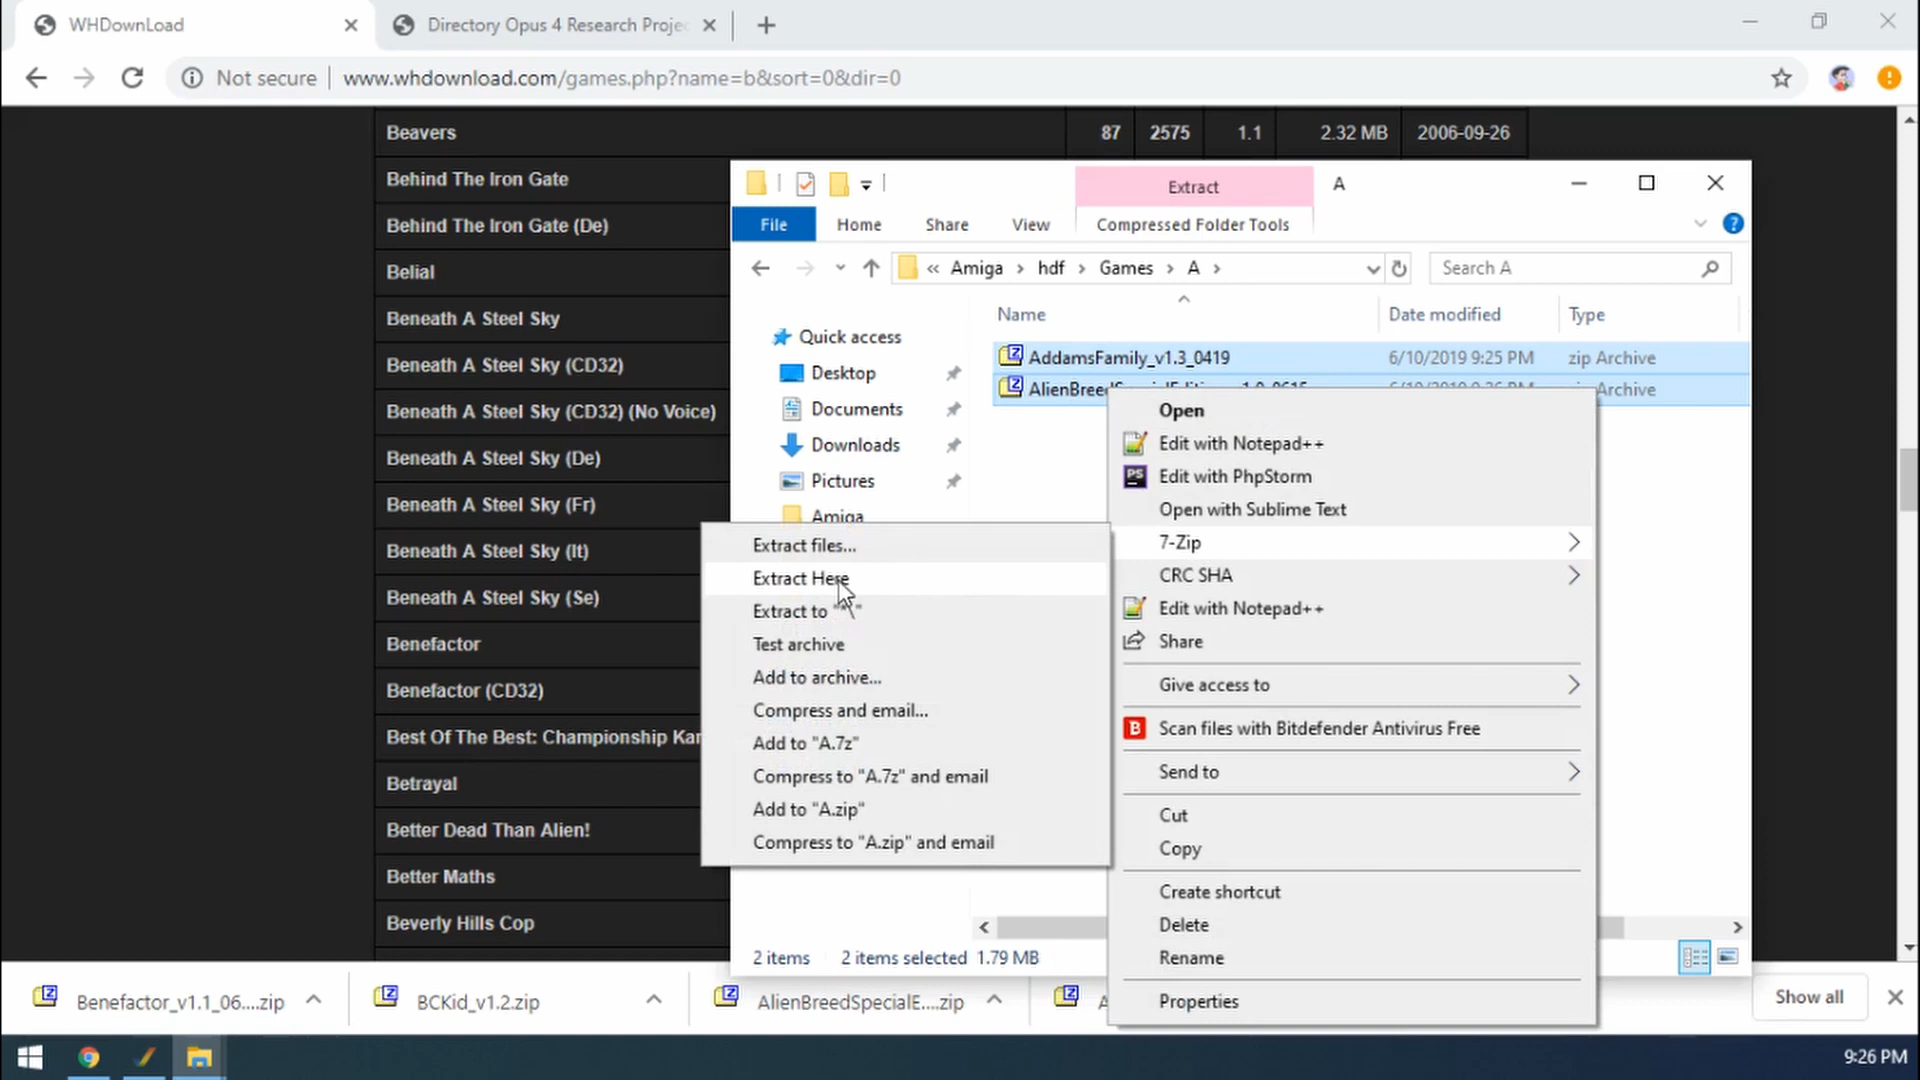 WHDownLoad
Directory Opus 4 Research Projec
Not secure
www.whdownload.com/games.php?name=b&sort=0&dir=0
Beavers 87 2575 1.1 2.32 MB 2006-09-26
Behind The Iron Gate
Behind The Iron Gate (De)
Belial
Beneath A Steel Sky
Beneath A Steel Sky (CD32)
Beneath A Steel Sky (CD32) (No Voice)
Beneath A Steel Sky (De)
Beneath A Steel Sky (Fr)
Beneath A Steel Sky (It)
Beneath A Steel Sky (Se)
Benefactor
Benefactor (CD32)
Best Of The Best: Championship Kar
Betrayal
Better Dead Than Alien!
Better Maths
Beverly Hills Cop
Extract
A
File
Home
Share
View
Compressed Folder Tools
« Amiga > hdf > Games > A >
Search A
Name
Date modified
Type
Quick access
Desktop
Documents
Downloads
Pictures
Amiga
AddamsFamily_v1.3_0419 6/10/2019 9:25 PM zip Archive
Archive
Open
Edit with Notepad++
Edit with PhpStorm
Open with Sublime Text
7-Zip
CRC SHA
Edit with Notepad++
Share
Give access to
Scan files with Bitdefender Antivirus Free
Send to
Cut
Copy
Create shortcut
Delete
Rename
Properties
Extract files...
Extract Here
Extract to "*\"
Test archive
Add to archive...
Compress and email...
Add to "A.7z"
Compress to "A.7z" and email
Add to "A.zip"
Compress to "A.zip" and email
2 items
2 items selected 1.79 MB
Benefactor_v1.1_06....zip
BCKid_v1.2.zip
AlienBreedSpecialE....zip
A
Show all
9:26 PM